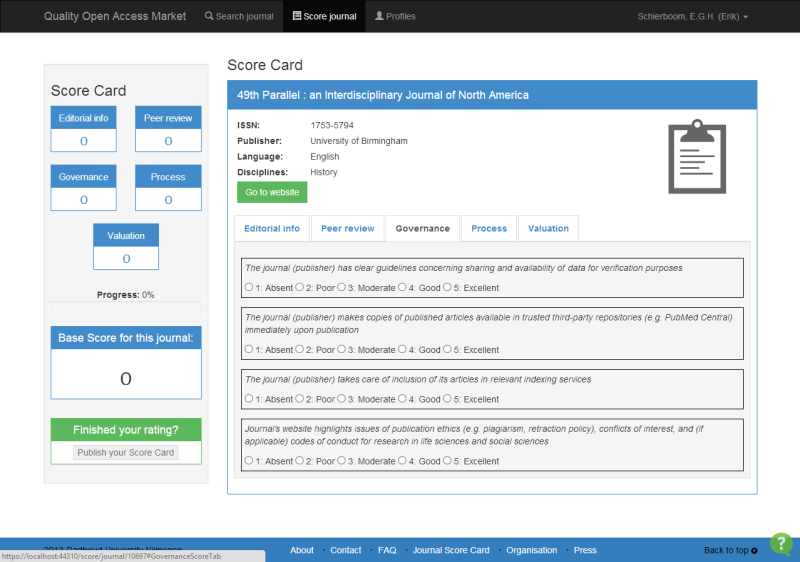 Quality Open Access Market Search journal Score journal Profiles Schierboom, E.G.H. (Erik)
Score Card
Editorial info Peer review
0 0
Governance Process
0 0
Valuation
0
Progress: 0%
Base Score for this journal:
0
Finished your rating?
Publish your Score Card
Score Card
49th Parallel : an Interdisciplinary Journal of North America
ISSN: 1753-5794
Publisher: University of Birmingham
Language: English
Disciplines: History
Go to website
Editorial info Peer review Governance Process Valuation
The journal (publisher) has clear guidelines concerning sharing and availability of data for verification purposes
1: Absent 2: Poor 3: Moderate 4: Good 5: Excellent
The journal (publisher) makes copies of published articles available in trusted third-party repositories (e.g. PubMed Central)
immediately upon publication
1: Absent 2: Poor 3: Moderate 4: Good 5: Excellent
The journal (publisher) takes care of inclusion of its articles in relevant indexing services
1: Absent 2: Poor 3: Moderate 4: Good 5: Excellent
Journal's website highlights issues of publication ethics (e.g. plagiarism, retraction policy), conflicts of interest, and (if
applicable) codes of conduct for research in life sciences and social sciences
1: Absent 2: Poor 3: Moderate 4: Good 5: Excellent
About · Contact · FAQ · Journal Score Card · Organisation · Press Back to top
https://localhost:44310/score/journal/10697#GovernanceScoreTab
?